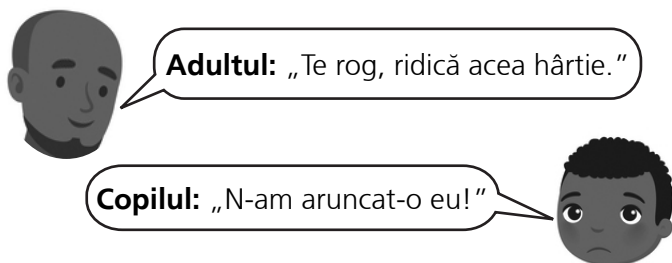 Adultul: „Te rog, ridică acea hârtie.”
Copilul: „N-am aruncat-o eu!”